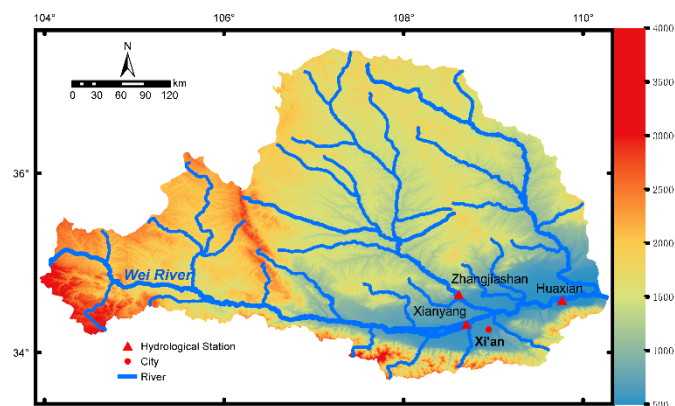 104° 106° 108° 110°
N
km
0 30 60 90 120
36°
34°
Wei River
Zhangjiashan
Huaxian
Xianyang
Xi'an
Hydrological Station
City
River
4000
3500
3000
2500
2000
1500
1000
500